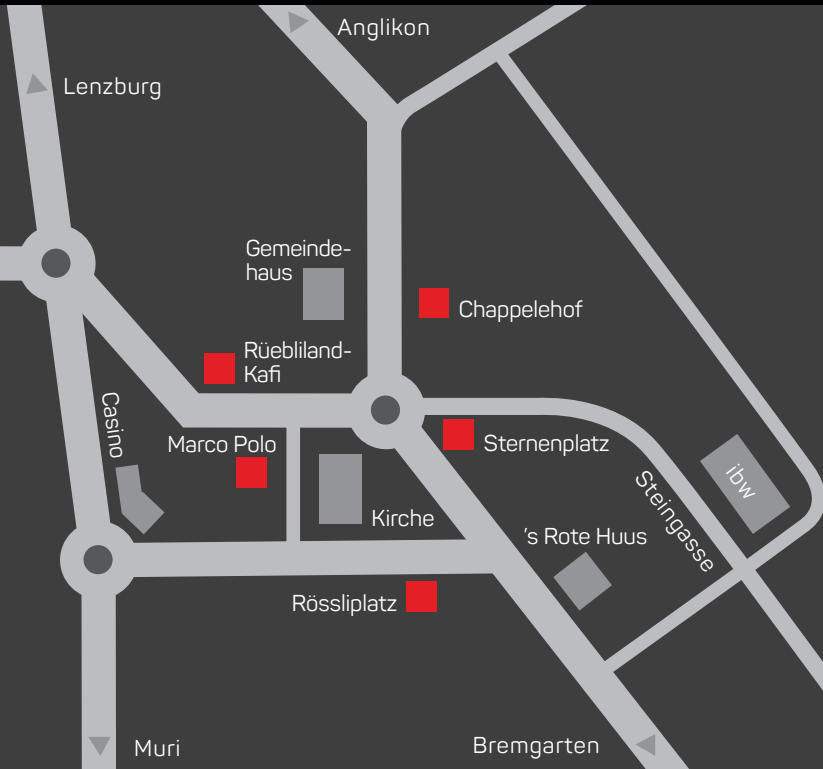 Anglikon
Lenzburg
Gemeinde-
haus
Chappelehof
Rüebliland-
Kafi
Casino
Marco Polo
Sternenplatz
Kirche
Steingasse
ibw
's Rote Huus
Rössliplatz
Muri
Bremgarten